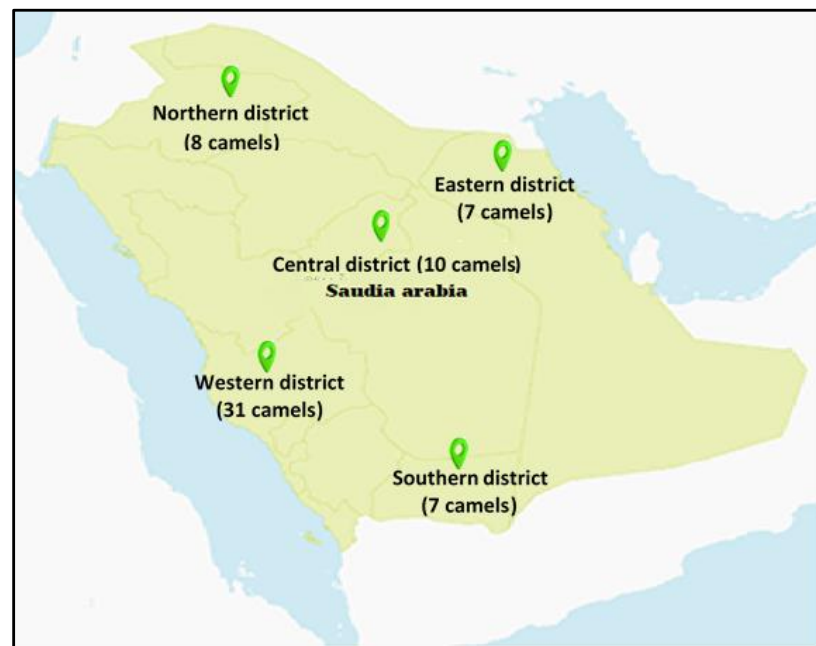 Northern district
(8 camels)
Eastern district
(7 camels)
Central district (10 camels)
Saudia arabia
Western district
(31 camels)
Southern district
(7 camels)